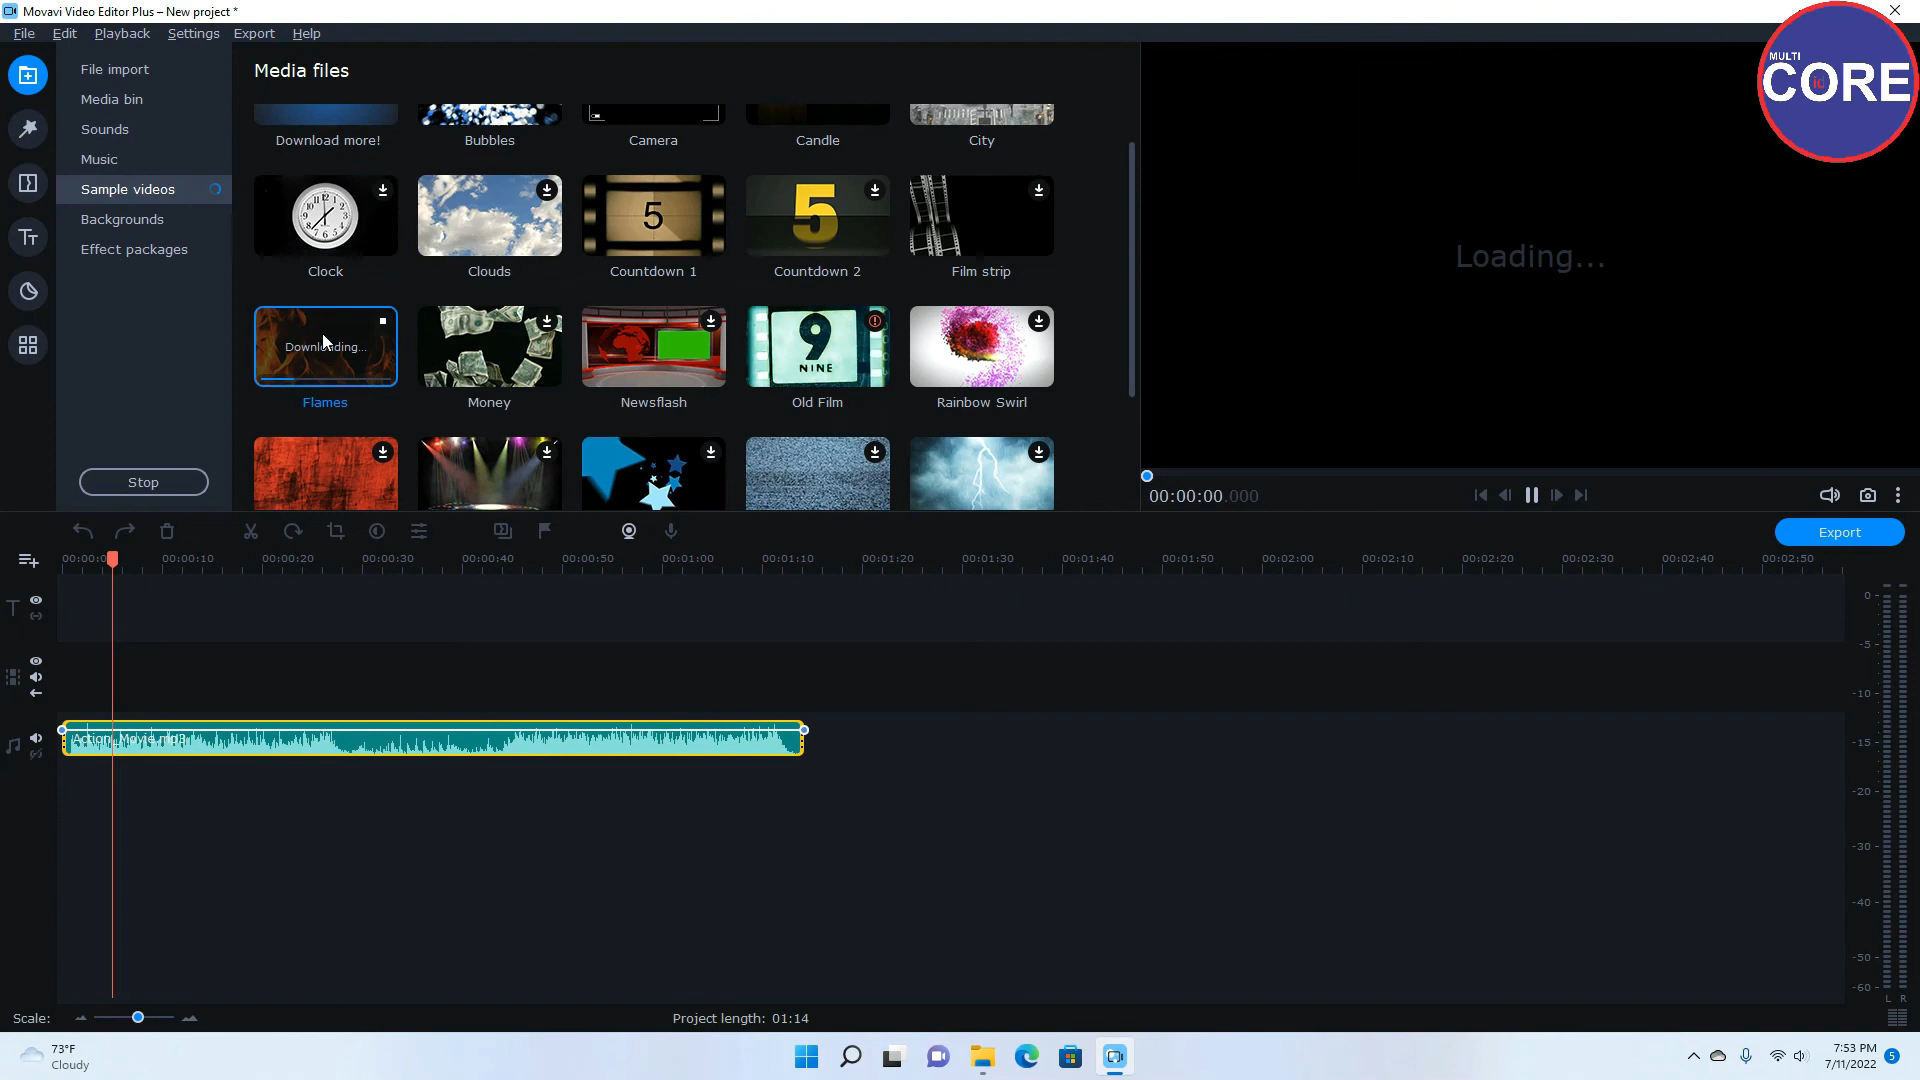 Movavi Video Editor Plus – New project *
File Edit Playback Settings Export Help
MULTI
CORE
id
File import
Media bin
Sounds
Music
Sample videos
Backgrounds
Effect packages
Stop
Media files
Download more! Bubbles Camera Candle City
5 5
Clock Clouds Countdown 1 Countdown 2 Film strip
Downloading...
9
NINE
Flames Money Newsflash Old Film Rainbow Swirl
Loading...
00:00:00.000
Export
00:00:10 00:00:20 00:00:30 00:00:40 00:00:50 00:01:00 00:01:10 00:01:20 00:01:30 00:01:40 00:01:50 00:02:00 00:02:10 00:02:20 00:02:30 00:02:40 00:02:50
Action_Movie.mp3
0
-5
-10
-15
-20
-30
-40
-50
-60
L R
Scale:
Project length: 01:14
73°F
Cloudy
7:53 PM
7/11/2022
5